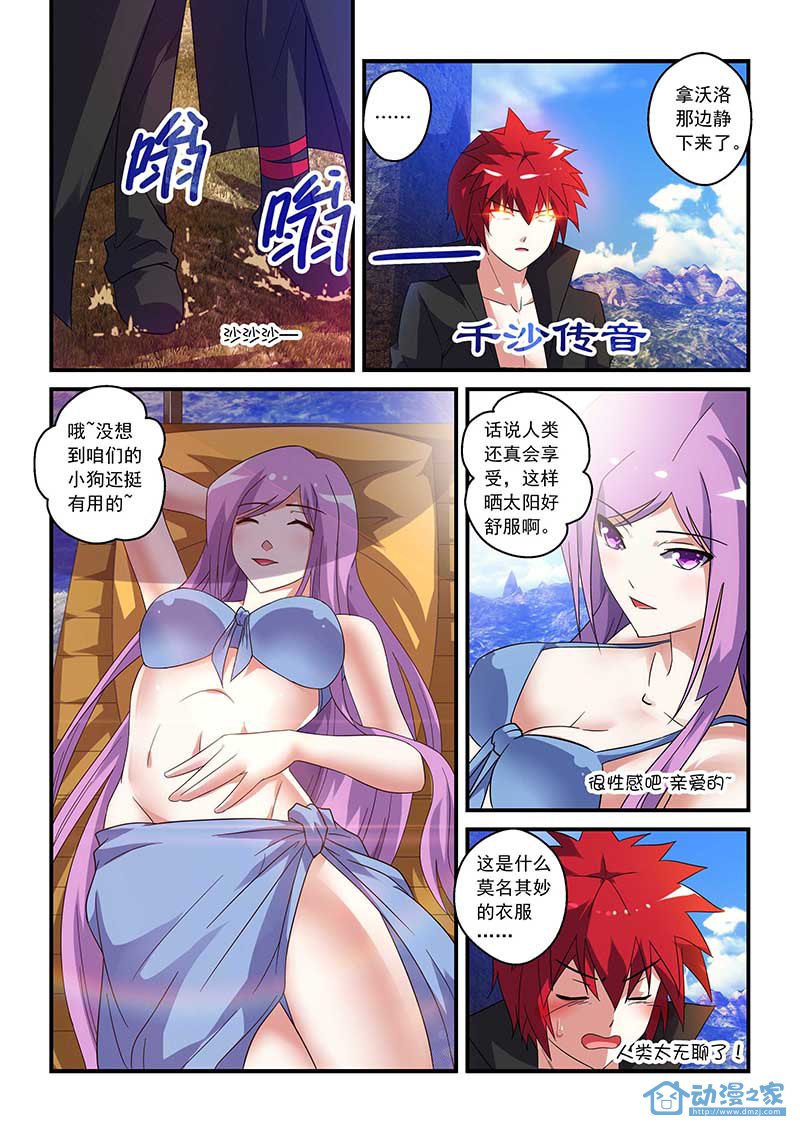 嗡
嗡
沙沙沙—
……
拿沃洛
那边静
下来了。
千沙传音
哦~没想
到咱们的
小狗还挺
有用的~
话说人类
还真会享
受，这样
晒太阳好
舒服啊。
很性感吧~亲爱的~
这是什么
莫名其妙
的衣服
……
人类太无聊了！
动漫之家
http://www.dmzj.com